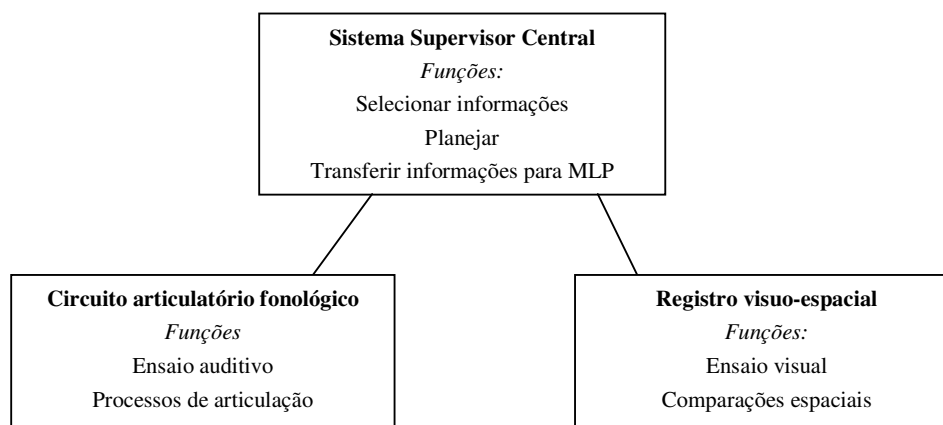 Sistema Supervisor Central
Funções:
Selecionar informações
Planejar
Transferir informações para MLP
Circuito articulatório fonológico
Funções
Ensaio auditivo
Processos de articulação
Registro visuo-espacial
Funções:
Ensaio visual
Comparações espaciais